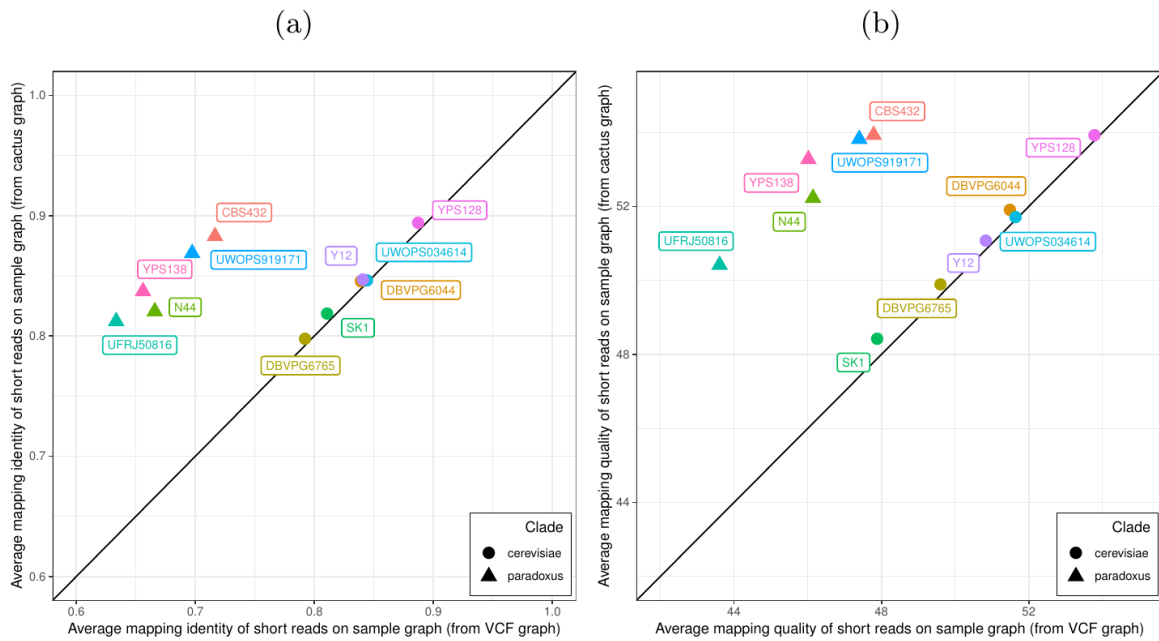 (a)
Average mapping identity of short reads on sample graph (from cactus graph)
1.0
0.9
0.8
0.7
0.6
CBS432
YPS128
UWOPS919171
Y12
UWOPS034614
YPS138
DBVPG6044
N44
SK1
UFRJ50816
DBVPG6765
Clade
cerevisiae
paradoxus
0.6 0.7 0.8 0.9 1.0
Average mapping identity of short reads on sample graph (from VCF graph)
(b)
Average mapping quality of short reads on sample graph (from cactus graph)
52
48
44
CBS432
YPS128
UWOPS919171
YPS138
DBVPG6044
N44
UFRJ50816
UWOPS034614
Y12
DBVPG6765
SK1
Clade
cerevisiae
paradoxus
44 48 52
Average mapping quality of short reads on sample graph (from VCF graph)